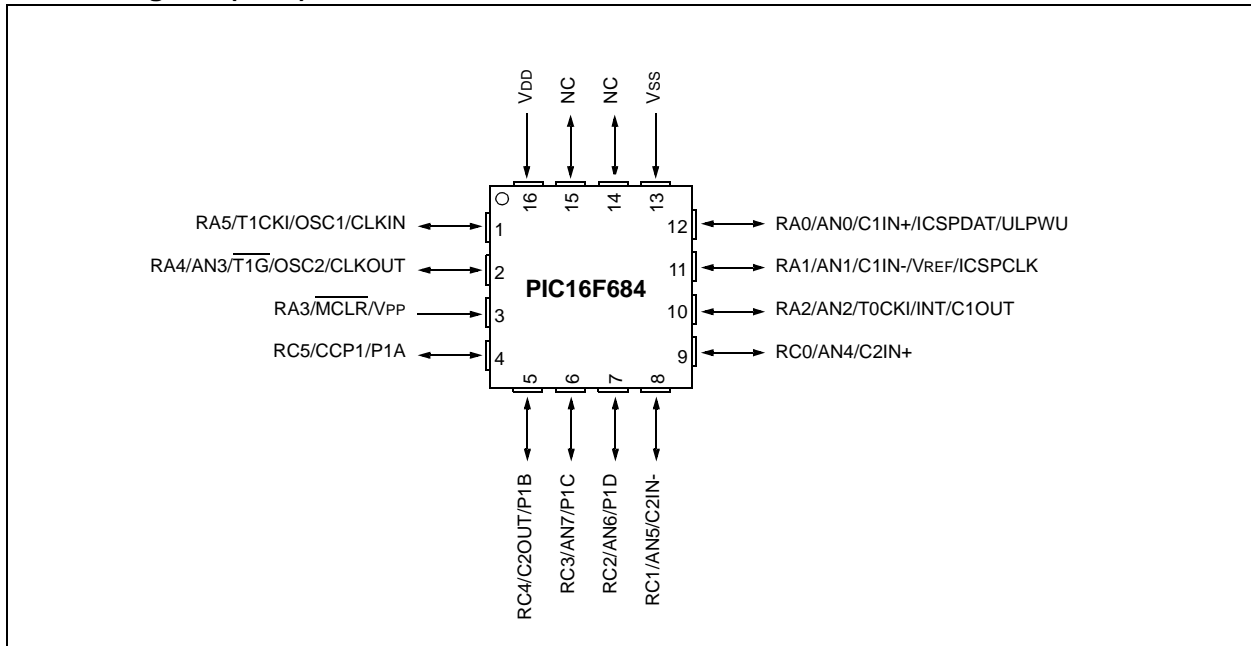 VDD
NC
NC
VSS
16
15
14
13
RA5/T1CKI/OSC1/CLKIN
1
12
RA0/AN0/C1IN+/ICSPDAT/ULPWU
RA4/AN3/T1G/OSC2/CLKOUT
2
11
RA1/AN1/C1IN-/VREF/ICSPCLK
PIC16F684
RA3/MCLR/VPP
3
10
RA2/AN2/T0CKI/INT/C1OUT
RC5/CCP1/P1A
4
9
RC0/AN4/C2IN+
5
6
7
8
RC4/C2OUT/P1B
RC3/AN7/P1C
RC2/AN6/P1D
RC1/AN5/C2IN-